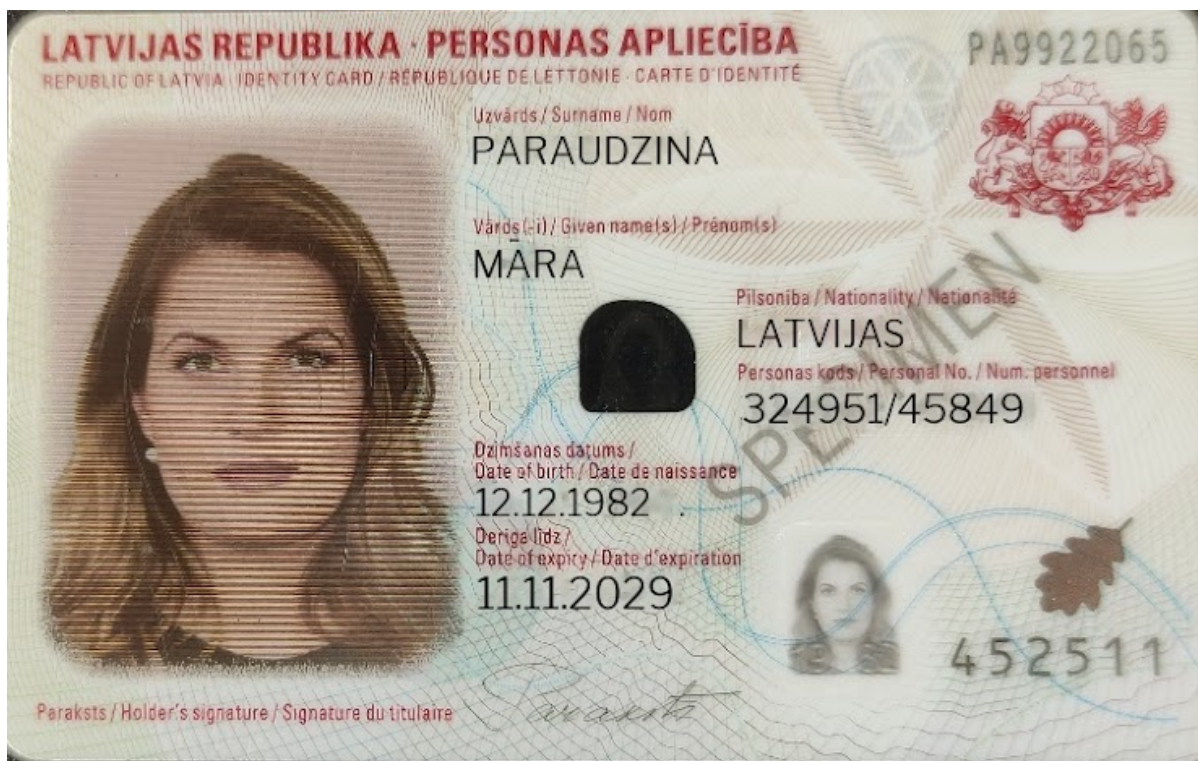 LATVIJAS REPUBLIKA · PERSONAS APLIECĪBA
REPUBLIC OF LATVIA · IDENTITY CARD / RÉPUBLIQUE DE LETTONIE · CARTE D'IDENTITÉ
PA9922065
Uzvārds / Surname / Nom
PARAUDZINA
Vārds(-i) / Given name(s) / Prénom(s)
MĀRA
Pilsonība / Nationality / Nationalité
LATVIJAS
Personas kods / Personal No. / Num. personnel
324951/45849
SPECIMEN
Dzimšanas datums /
Date of birth / Date de naissance
12.12.1982
Derīga līdz /
Date of expiry / Date d'expiration
11.11.2029
452511
Paraksts / Holder's signature / Signature du titulaire
Paraksts